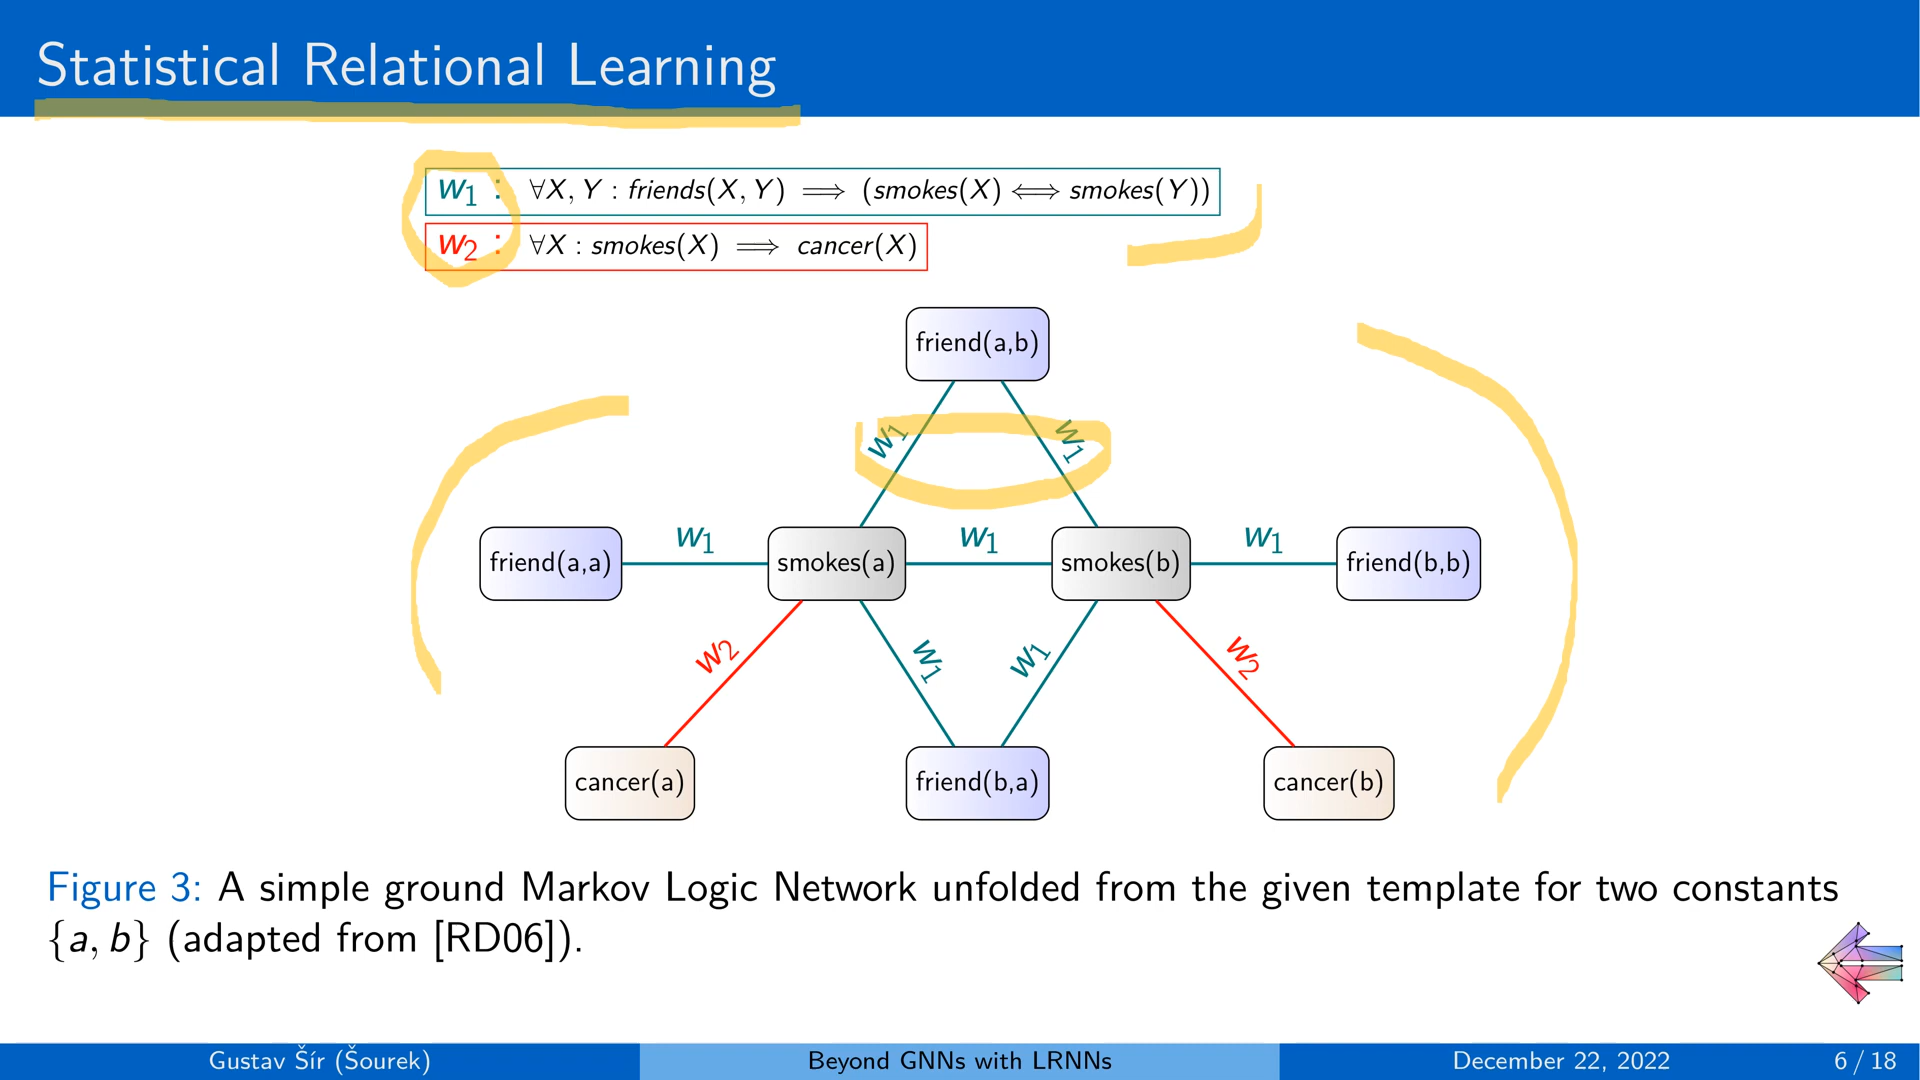 Statistical Relational Learning
w1 : ∀X, Y : friends(X, Y) ⟹ (smokes(X) ⟺ smokes(Y))
w2 : ∀X : smokes(X) ⟹ cancer(X)
friend(a,b)
w1 w1
friend(a,a) w1 smokes(a) w1 smokes(b) w1 friend(b,b)
w2 w1 w1 w2
cancer(a) friend(b,a) cancer(b)
Figure 3: A simple ground Markov Logic Network unfolded from the given template for two constants
{a, b} (adapted from [RD06]).
Gustav Šír (Šourek) Beyond GNNs with LRNNs December 22, 2022 6 / 18